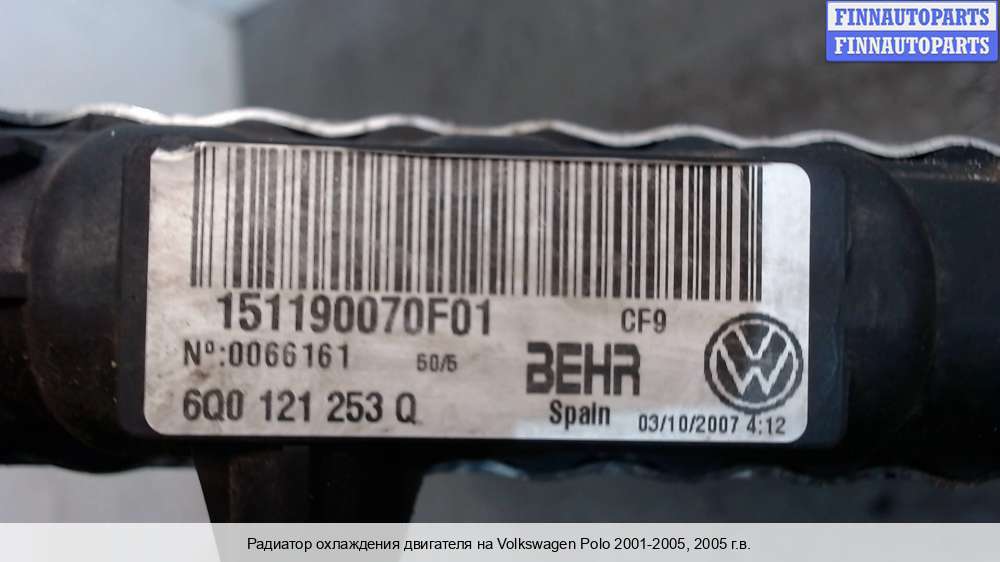 FINNAUTOPARTS
FINNAUTOPARTS
151190070F01
CF9
Nº:0066161
50/5
BEHR
6Q0 121 253 Q
Spain
03/10/2007 4:12
Радиатор охлаждения двигателя на Volkswagen Polo 2001-2005, 2005 г.в.